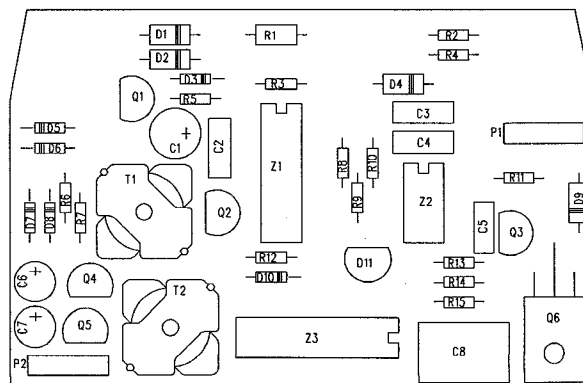 D1
R1
R2
D2
R4
D3
R3
D4
Q1
R5
C3
C1
C2
D5
C4
P1
D6
Z1
R8
R10
T1
R11
R6
R9
Z2
D9
D7
D8
R7
Q2
C5
Q3
R12
D11
R13
C6
Q4
D10
R14
T2
R15
C7
Q5
Q6
Z3
C8
P2